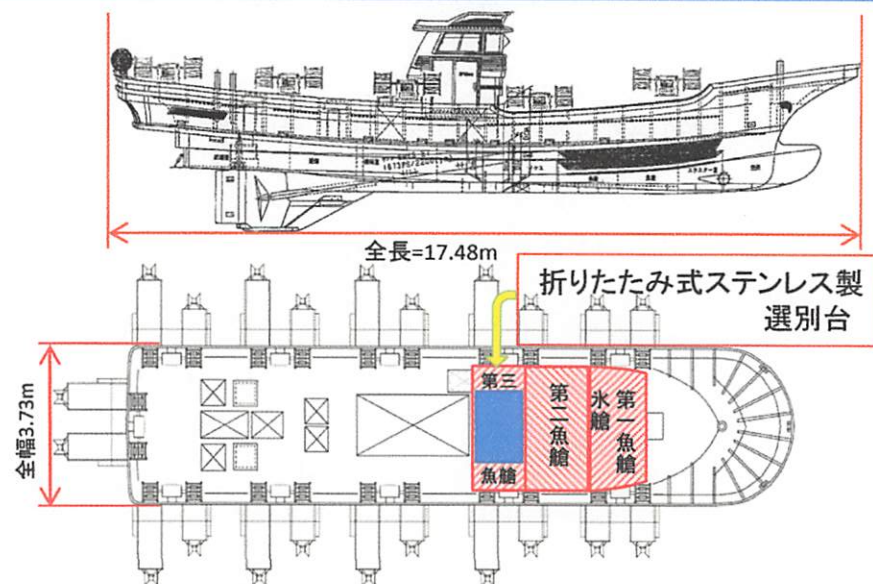 全長=17.48m
折りたたみ式ステンレス製
選別台
全幅3.73m
第三
魚艙
第二魚艙
氷艙
第一魚艙